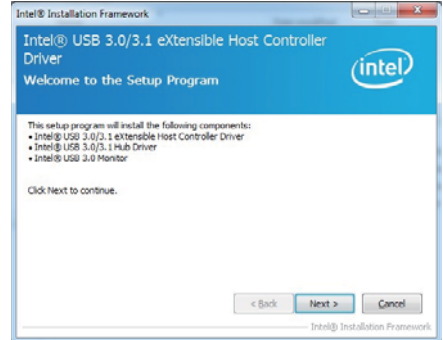 Intel® Installation Framework
Intel® USB 3.0/3.1 eXtensible Host Controller
Driver
Welcome to the Setup Program
intel
This setup program will install the following components:
• Intel® USB 3.0/3.1 eXtensible Host Controller Driver
• Intel® USB 3.0/3.1 Hub Driver
• Intel® USB 3.0 Monitor
Click Next to continue.
< Back
Next >
Cancel
Intel® Installation Framework